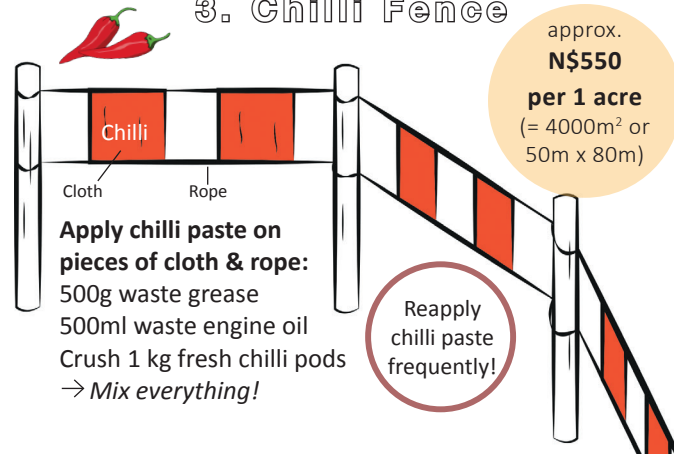 3. Chilli Fence
approx.
N$550
per 1 acre
(= 4000m² or
50m x 80m)
Chilli
Cloth
Rope
Apply chilli paste on
pieces of cloth & rope:
500g waste grease
500ml waste engine oil
Crush 1 kg fresh chilli pods
→ Mix everything!
Reapply
chilli paste
frequently!